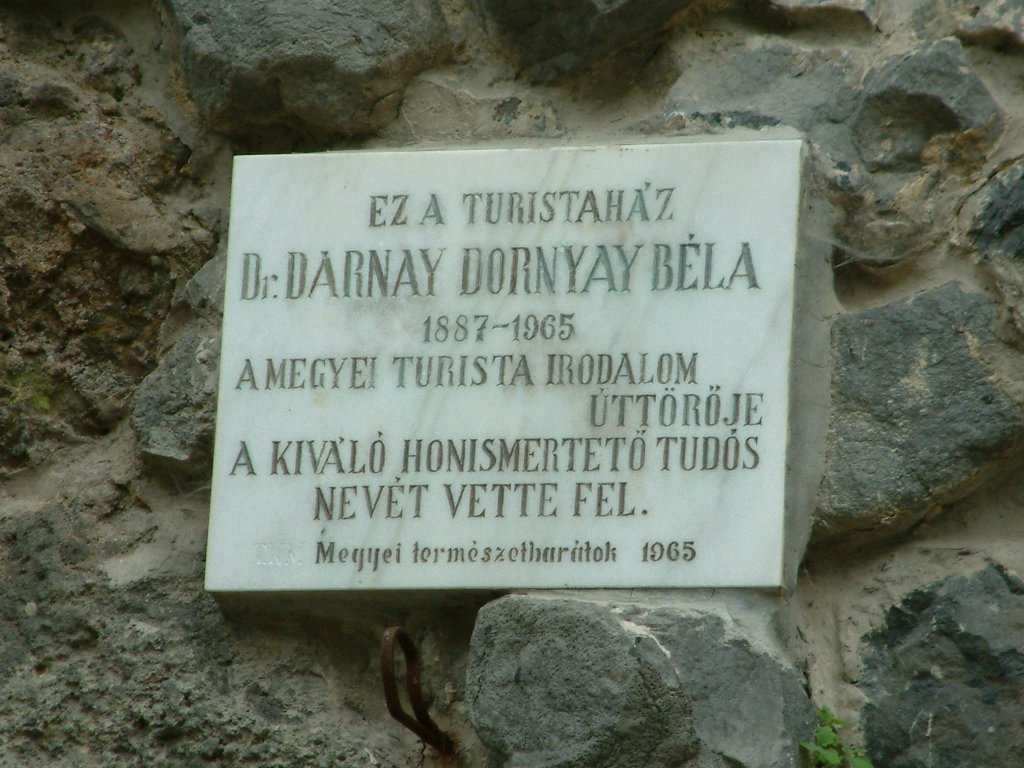 EZ A TURISTAHÁZ
Dr. DARNAY DORNYAY BÉLA
1887-1965
A MEGYEI TURISTA IRODALOM
ÚTTÖRŐJE
A KIVÁLÓ HONISMERTETŐ TUDÓS
NEVÉT VETTE FEL.
Megyei természetbarátok 1965